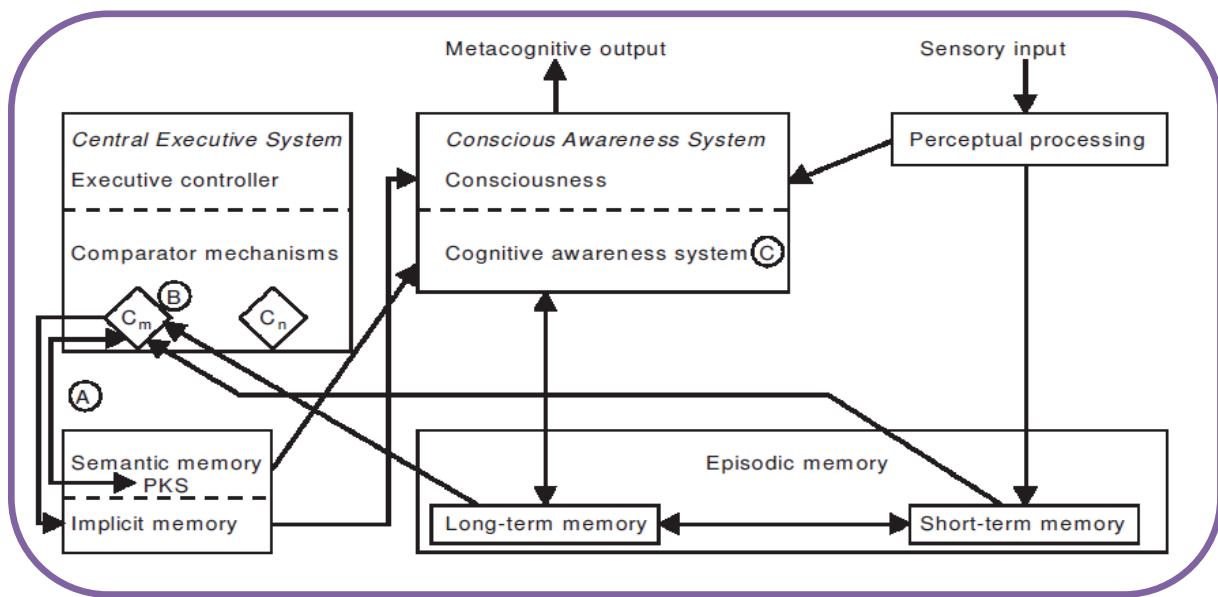 Metacognitive output
Sensory input
Central Executive System
Executive controller
Comparator mechanisms
B
Cm
Cn
Conscious Awareness System
Consciousness
Cognitive awareness system C
Perceptual processing
A
Semantic memory
PKS
Implicit memory
Episodic memory
Long-term memory
Short-term memory